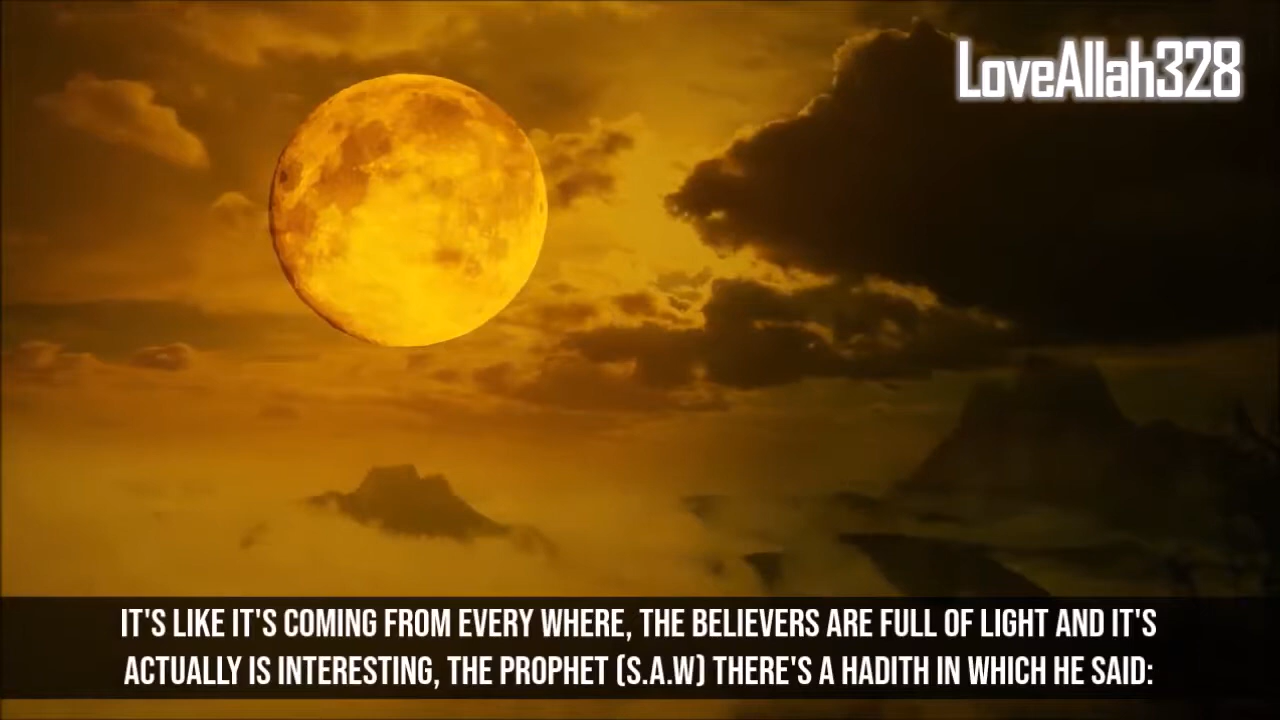 LoveAllah328
IT'S LIKE IT'S COMING FROM EVERY WHERE, THE BELIEVERS ARE FULL OF LIGHT AND IT'S
ACTUALLY IS INTERESTING, THE PROPHET (S.A.W) THERE'S A HADITH IN WHICH HE SAID: